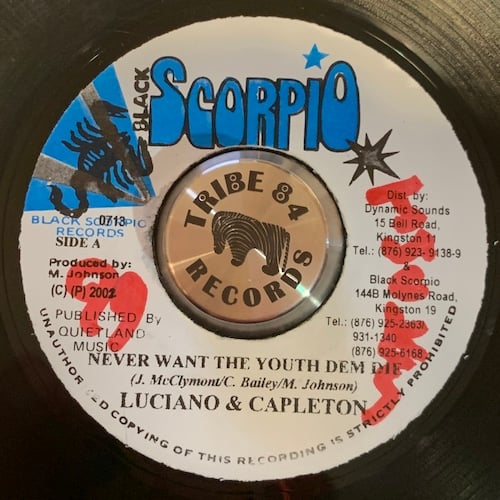 BLACK
SCORPIO
BLACK SCORPIO
RECORDS
0713
SIDE A
Produced by:
M. Johnson
(C) (P) 2001
PUBLISHED By
QUIETLAND
MUSIC
TRIBE 84
RECORDS
Dist. by:
Dynamic Sounds
15 Bell Road,
Kingston 11
Tel.: (876) 923- 9138-9
&
Black Scorpio
144B Molynes Road,
Kingston 19
Tel.: (876) 925-2363/
931-1340
(876) 925-6168
NEVER WANT THE YOUTH DEM DIE
(J. McClymont/C. Bailey/M. Johnson)
LUCIANO & CAPLETON
UNAUTHORIZED COPYING OF THIS RECORDING IS STRICTLY PROHIBITED